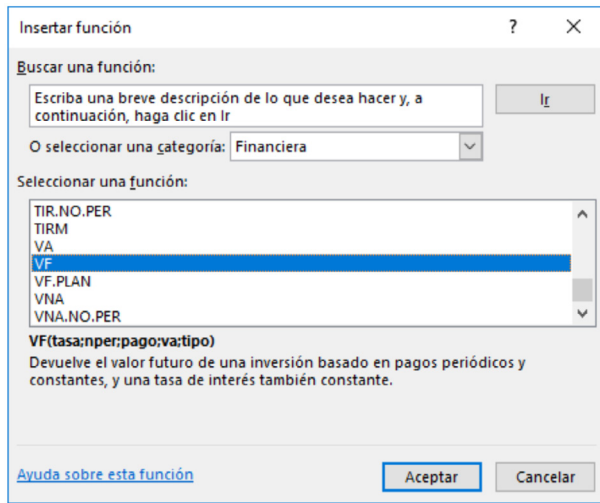 Insertar función
?
Buscar una función:
Escriba una breve descripción de lo que desea hacer y, a
continuación, haga clic en Ir
Ir
O seleccionar una categoría: Financiera
Seleccionar una función:
TIR.NO.PER
TIRM
VA
VF
VF.PLAN
VNA
VNA.NO.PER
VF(tasa;nper;pago;va;tipo)
Devuelve el valor futuro de una inversión basado en pagos periódicos y
constantes, y una tasa de interés también constante.
Ayuda sobre esta función
Aceptar
Cancelar